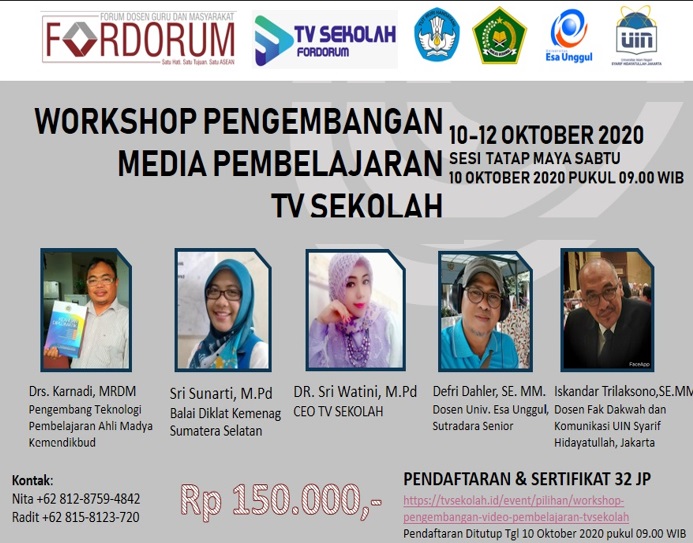 FORUM DOSEN GURU DAN MASYARAKAT
FORDORUM
Satu Hati. Satu Tujuan. Satu ASEAN
TV SEKOLAH
FORDORUM
Esa Unggul
UIN
SYARIF HIDAYATULLAH JAKARTA
WORKSHOP PENGEMBANGAN
MEDIA PEMBELAJARAN
TV SEKOLAH
10-12 OKTOBER 2020
SESI TATAP MAYA SABTU
10 OKTOBER 2020 PUKUL 09.00 WIB
FaceApp
Drs. Karnadi, MRDM
Pengembang Teknologi
Pembelajaran Ahli Madya
Kemendikbud
Sri Sunarti, M.Pd
Balai Diklat Kemenag
Sumatera Selatan
DR. Sri Watini, M.Pd
CEO TV SEKOLAH
Defri Dahler, SE. MM.
Dosen Univ. Esa Unggul,
Sutradara Senior
Iskandar Trilaksono,SE.MM
Dosen Fak Dakwah dan
Komunikasi UIN Syarif
Hidayatullah, Jakarta
Kontak:
Nita +62 812-8759-4842
Radit +62 815-8123-720
Rp 150.000,-
PENDAFTARAN & SERTIFIKAT 32 JP
https://tvsekolah.id/event/pilihan/workshop-
pengembangan-video-pembelajaran-tvsekolah
Pendaftaran Ditutup Tgl 10 Oktober 2020 pukul 09.00 WIB